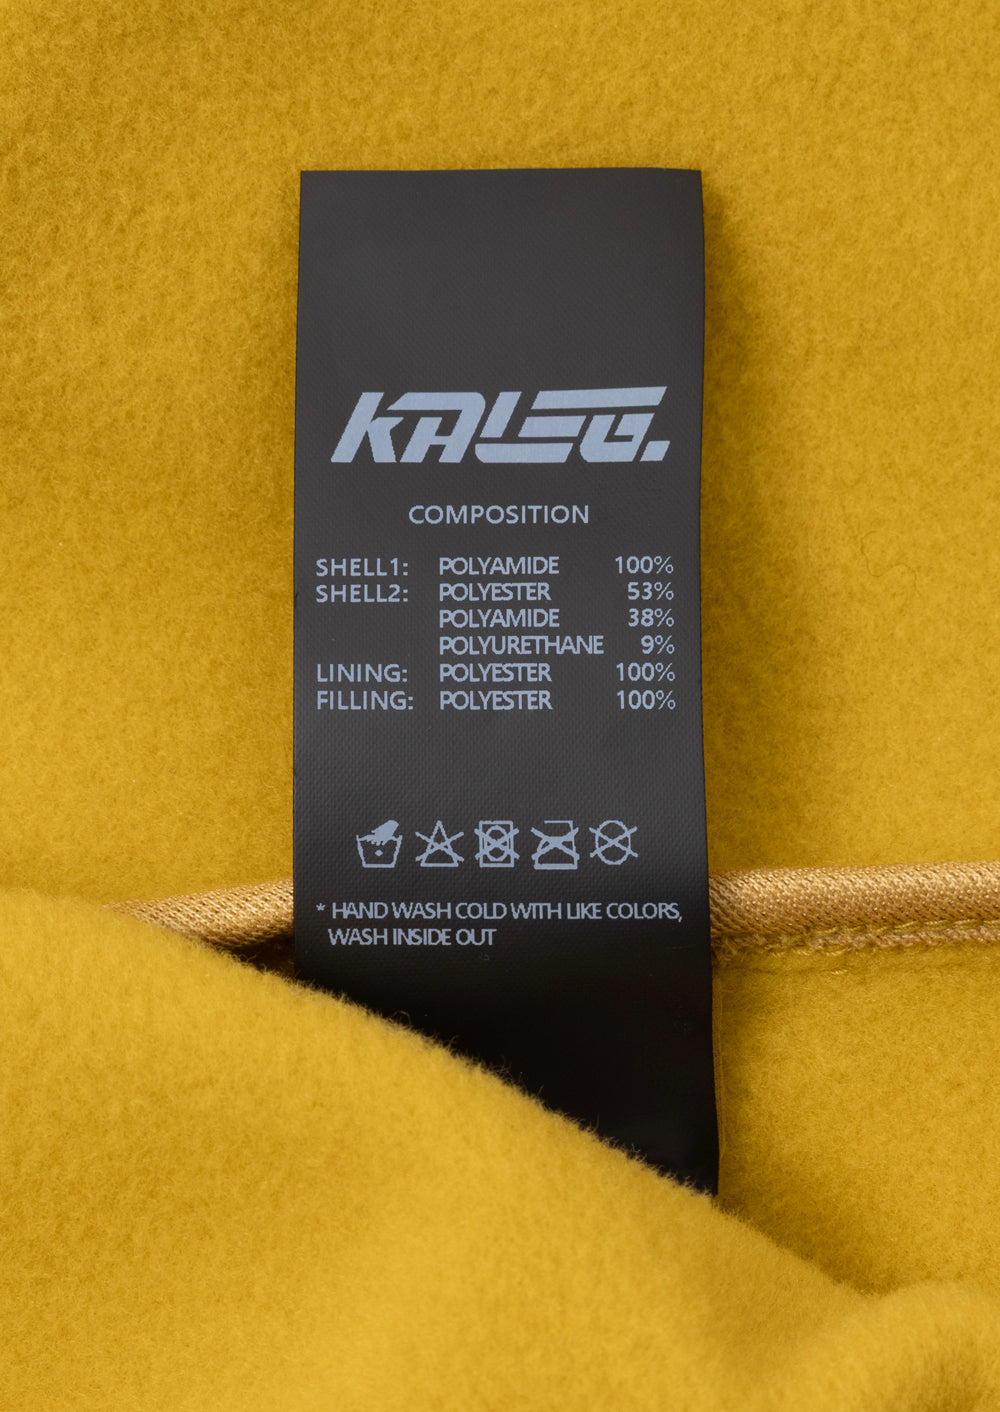 KALEG.
COMPOSITION
SHELL1: POLYAMIDE 100%
SHELL2: POLYESTER 53%
POLYAMIDE 38%
POLYURETHANE 9%
LINING: POLYESTER 100%
FILLING: POLYESTER 100%
* HAND WASH COLD WITH LIKE COLORS,
WASH INSIDE OUT